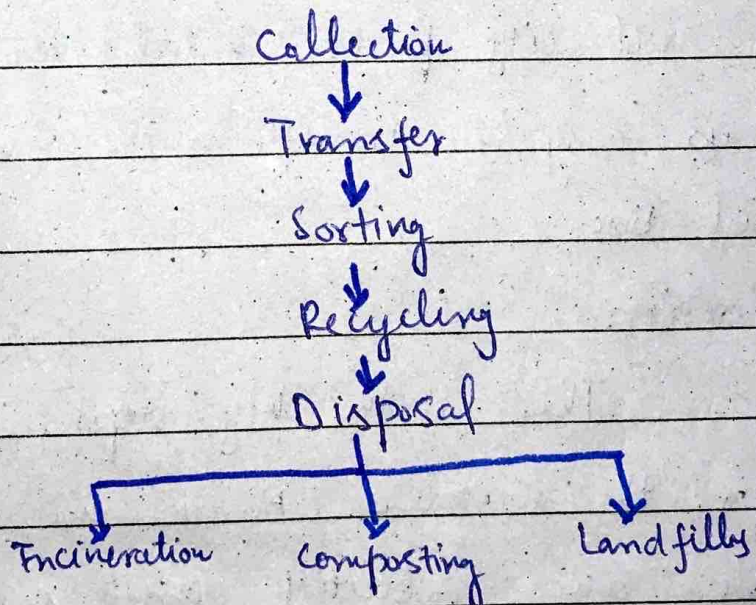 Collection
Transfer
Sorting
Recycling
Disposal
Incineration Composting Landfills